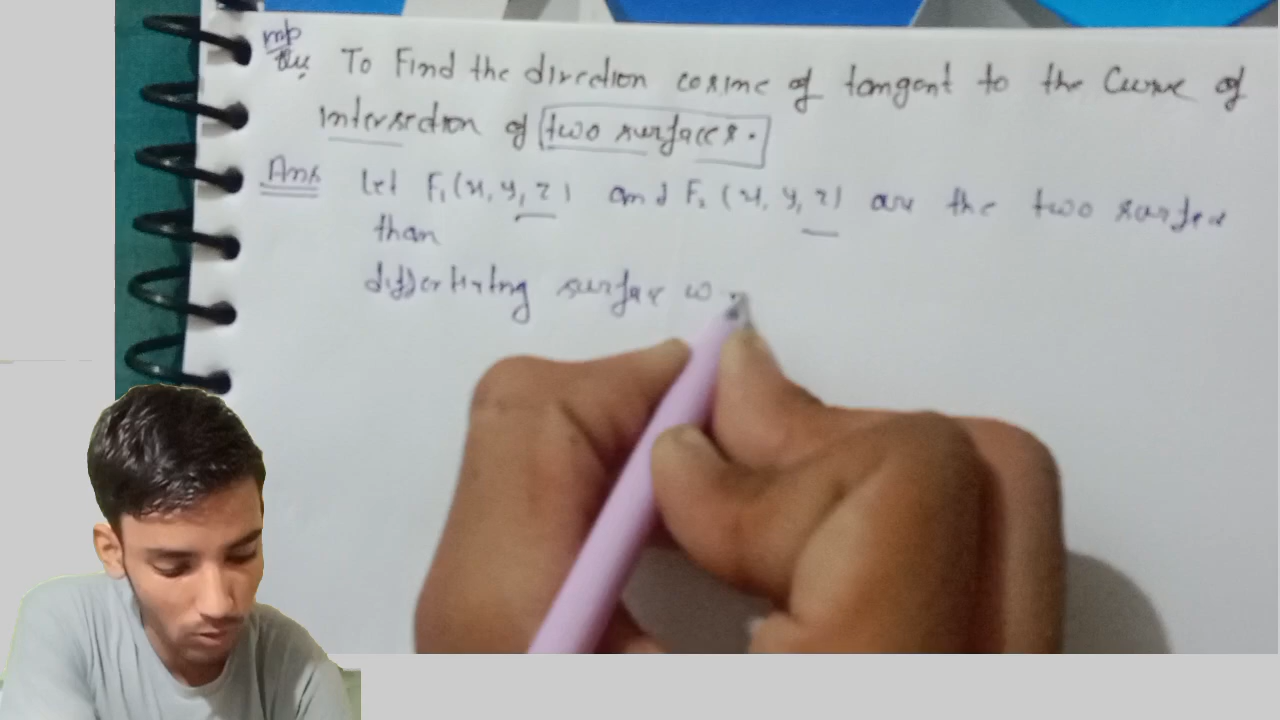 Imp
Qu. To Find the direction cosine of tangent to the Curve of
intersection of two surfaces.
Ans Let F₁(x, y, z) and F₂ (x, y, z) are the two surface
than
surface w